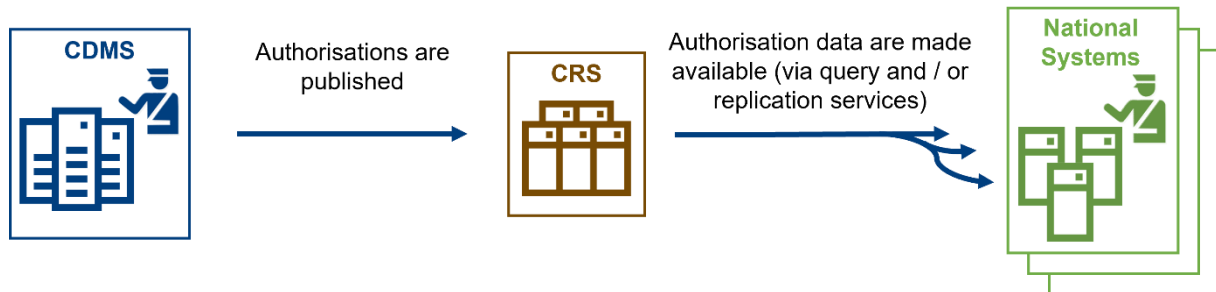 CDMS
Authorisations are
published
CRS
Authorisation data are made
available (via query and / or
replication services)
National
Systems